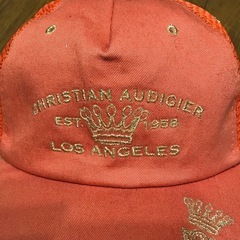 CHRISTIAN AUDIGIER
EST. 1958
LOS ANGELES